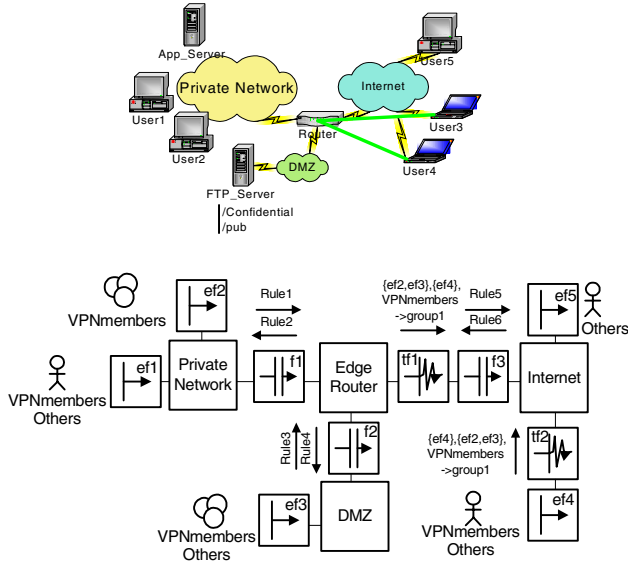 App_Server
User5
Private Network
Internet
User1
User3
Router
User2
DMZ
User4
FTP_Server
/Confidential
/pub
ef2
VPNmembers
Rule1
Rule2
{ef2,ef3},{ef4},
VPNmembers
->group1
Rule5
Rule6
ef5
Others
ef1
Private
Network
f1
Edge
Router
tf1
f3
Internet
VPNmembers
Others
Rule3
Rule4
f2
{ef4},{ef2,ef3},
VPNmembers
->group1
tf2
ef3
DMZ
ef4
VPNmembers
Others
VPNmembers
Others